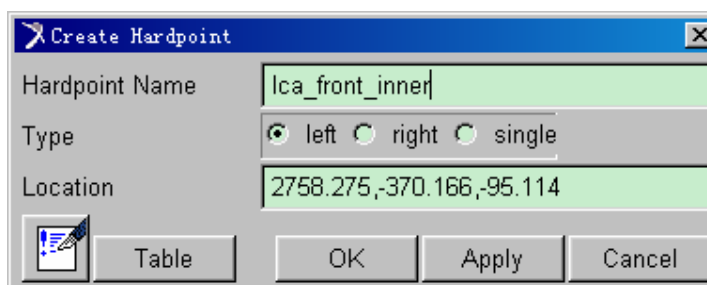 Create Hardpoint
Hardpoint Name lca_front_inner
Type left right single
Location 2758.275,-370.166,-95.114
Table OK Apply Cancel